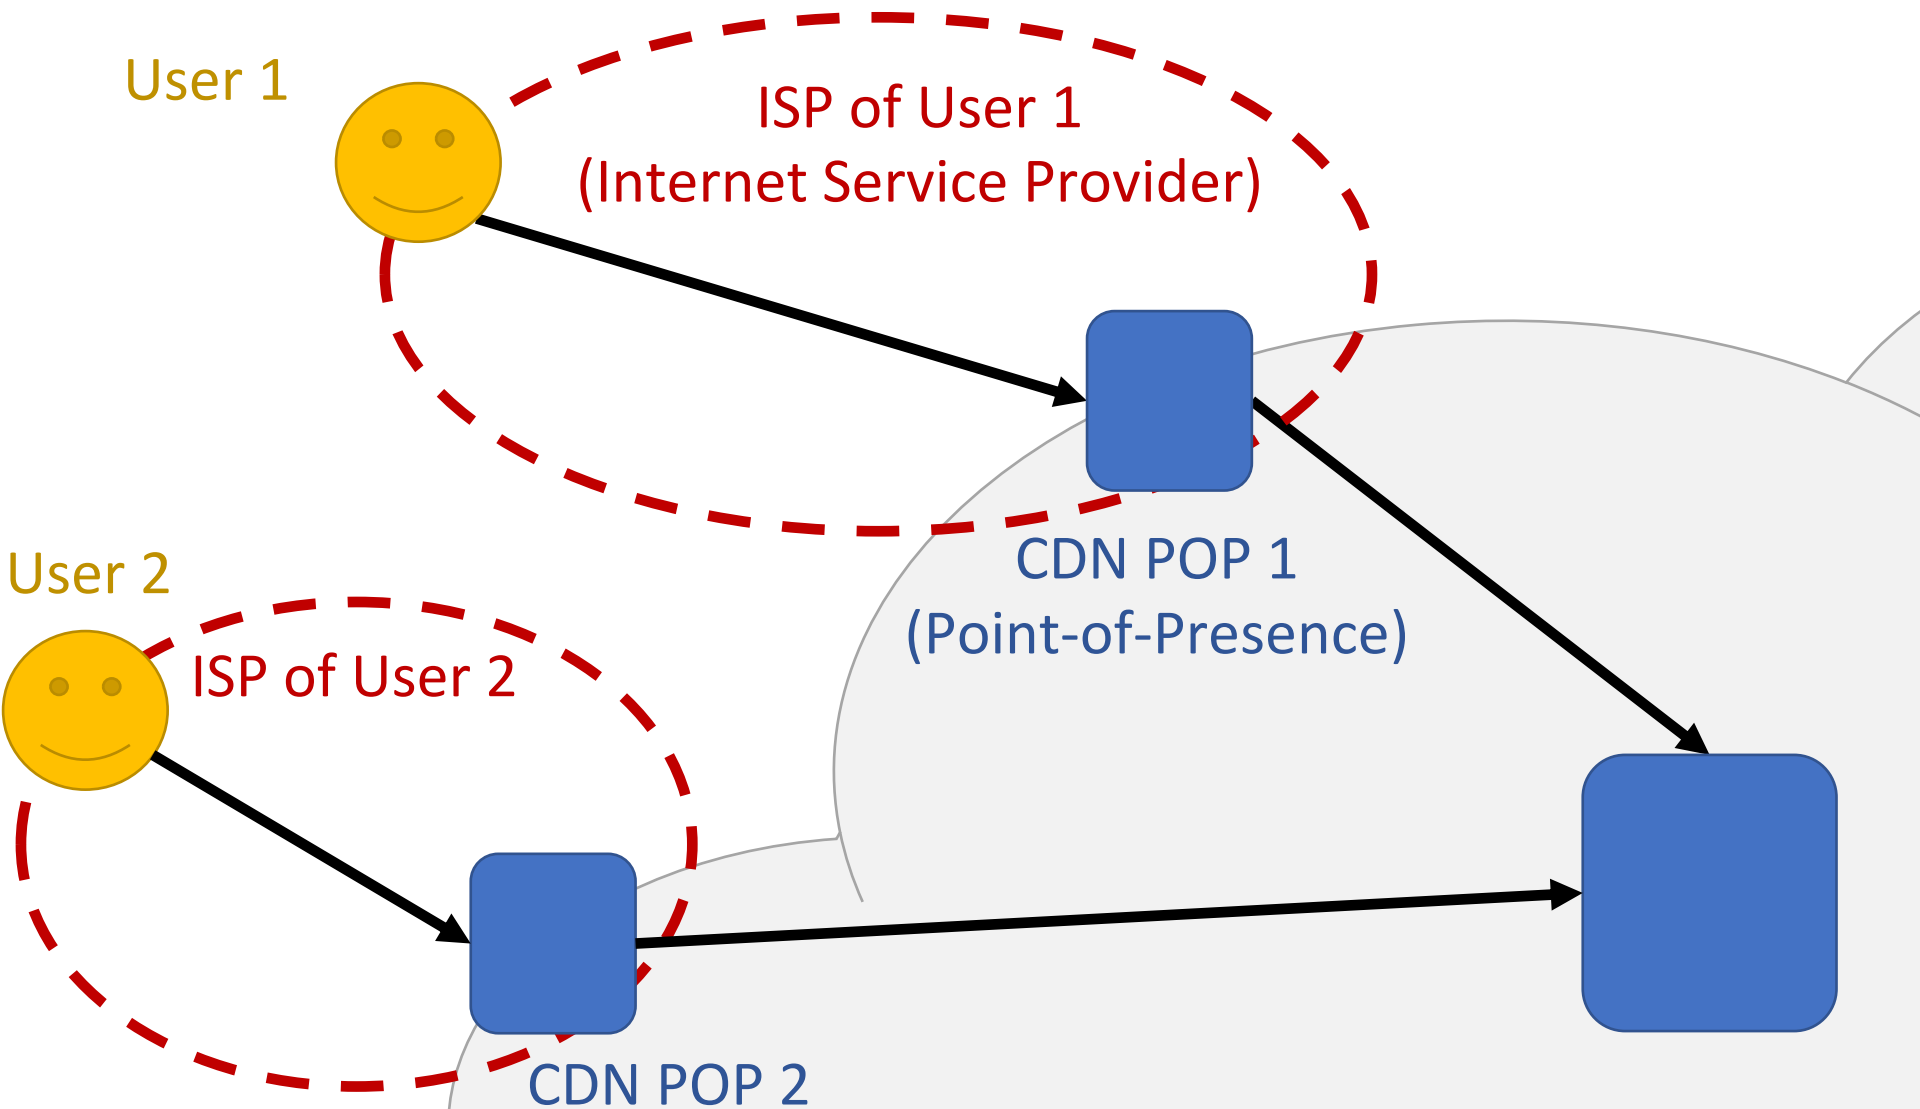 User 1
ISP of User 1
(Internet Service Provider)
CDN POP 1
(Point-of-Presence)
User 2
ISP of User 2
CDN POP 2